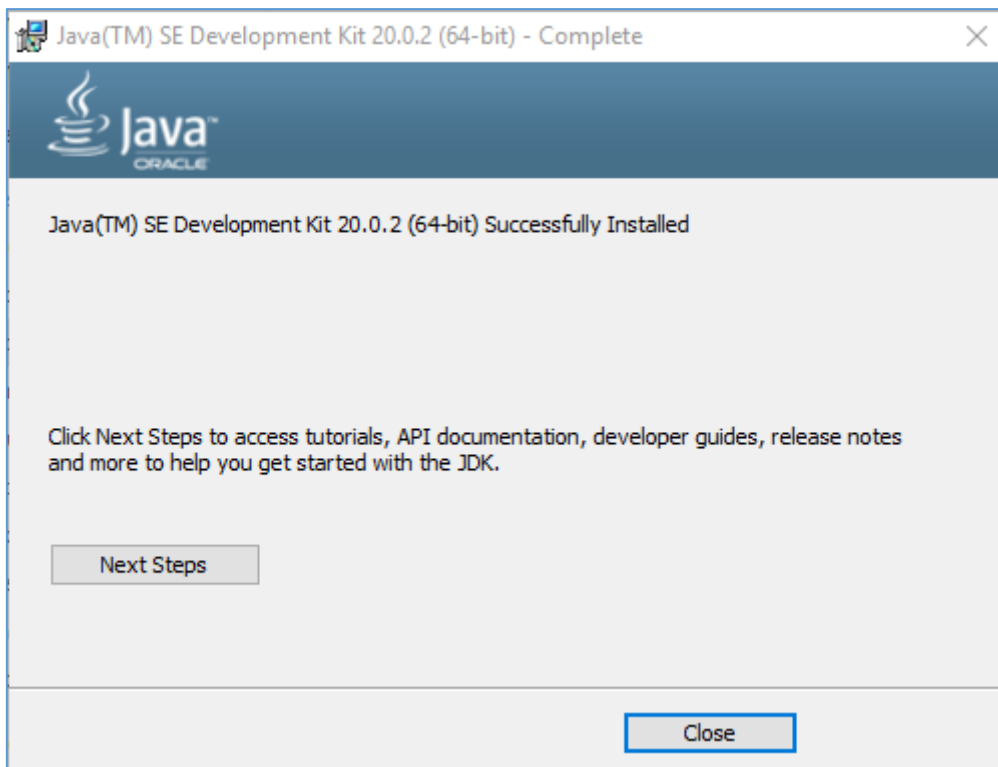 Java(TM) SE Development Kit 20.0.2 (64-bit) - Complete
Java™
ORACLE
Java(TM) SE Development Kit 20.0.2 (64-bit) Successfully Installed
Click Next Steps to access tutorials, API documentation, developer guides, release notes
and more to help you get started with the JDK.
Next Steps
Close